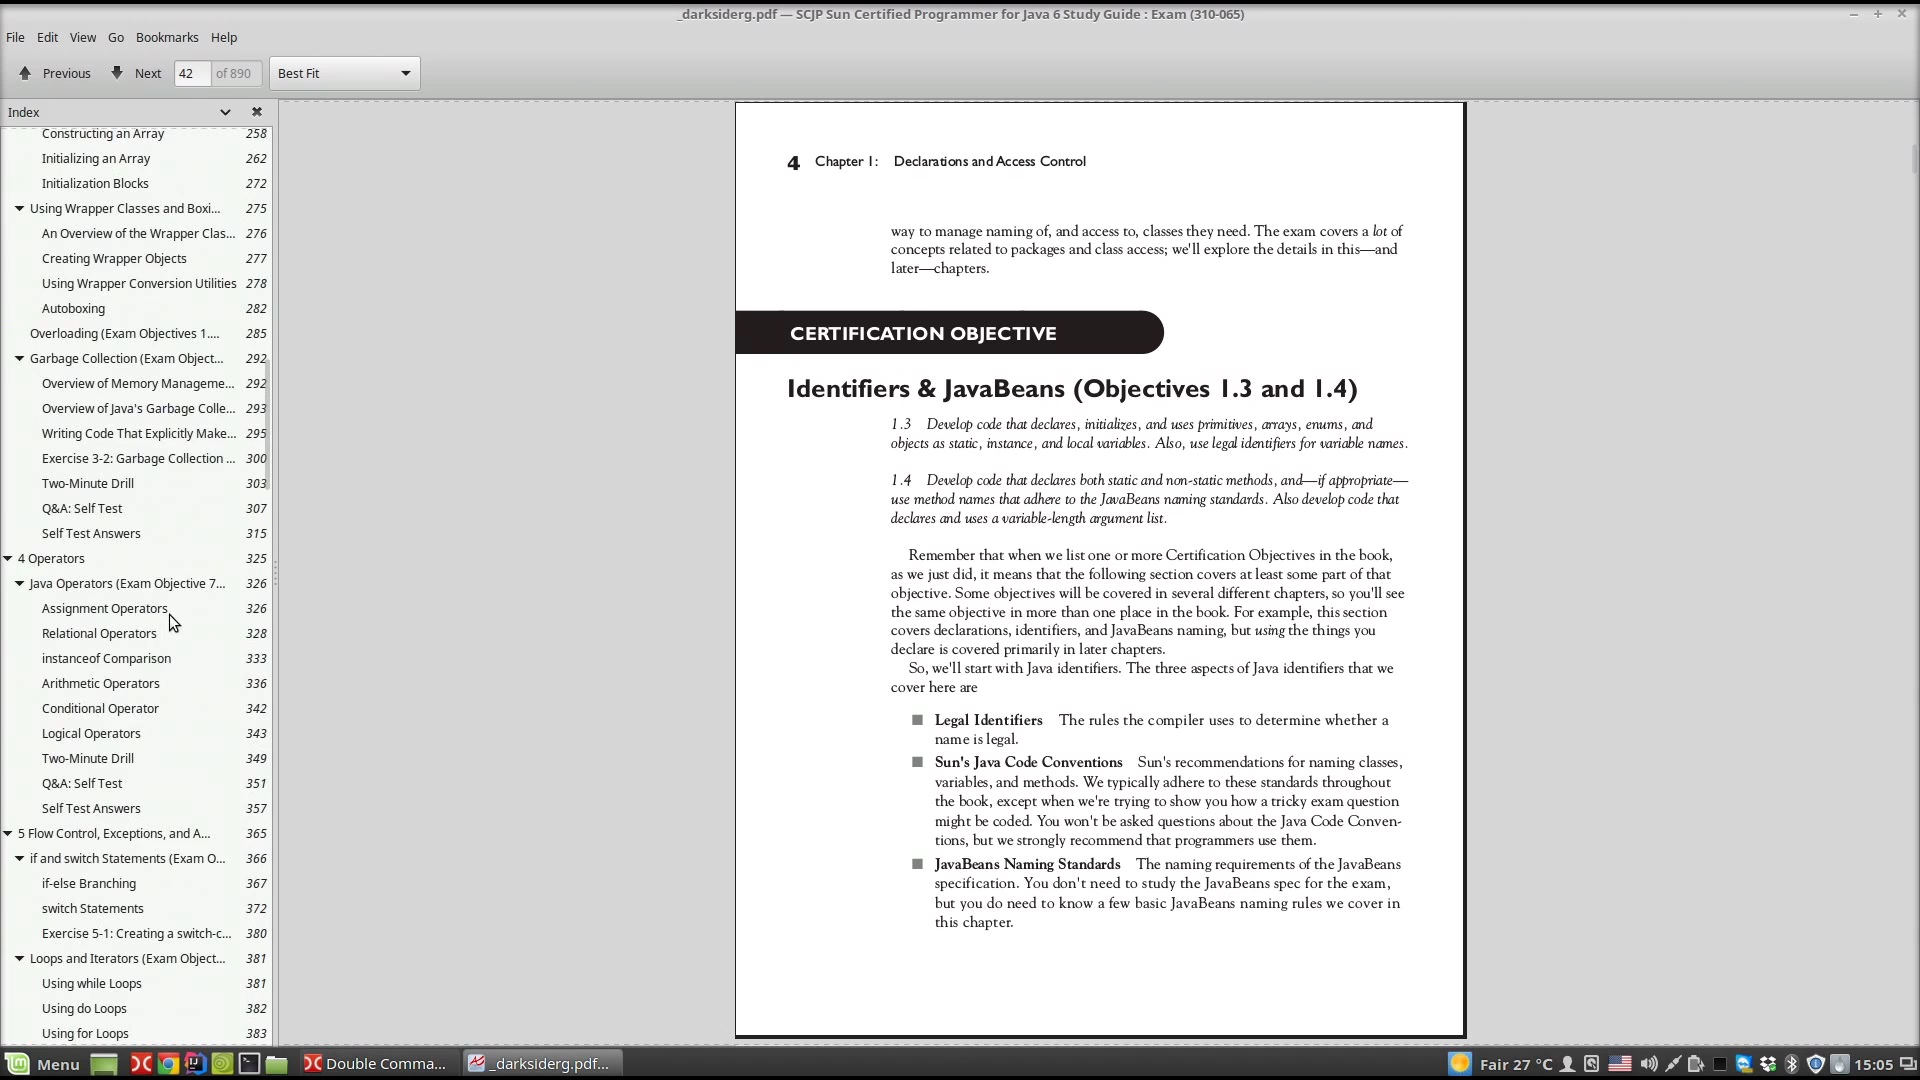 _darksiderg.pdf — SCJP Sun Certified Programmer for Java 6 Study Guide : Exam (310-065)
File Edit View Go Bookmarks Help
Previous Next 42 of 890 Best Fit
Index
Constructing an Array 258
Initializing an Array 262
Initialization Blocks 272
Using Wrapper Classes and Boxi... 275
An Overview of the Wrapper Clas... 276
Creating Wrapper Objects 277
Using Wrapper Conversion Utilities 278
Autoboxing 282
Overloading (Exam Objectives 1.... 285
Garbage Collection (Exam Object... 292
Overview of Memory Manageme... 292
Overview of Java's Garbage Colle... 293
Writing Code That Explicitly Make... 295
Exercise 3-2: Garbage Collection ... 300
Two-Minute Drill 303
Q&A: Self Test 307
Self Test Answers 315
4 Operators 325
Java Operators (Exam Objective 7... 326
Assignment Operators 326
Relational Operators 328
instanceof Comparison 333
Arithmetic Operators 336
Conditional Operator 342
Logical Operators 343
Two-Minute Drill 349
Q&A: Self Test 351
Self Test Answers 357
5 Flow Control, Exceptions, and A... 365
if and switch Statements (Exam O... 366
if-else Branching 367
switch Statements 372
Exercise 5-1: Creating a switch-c... 380
Loops and Iterators (Exam Object... 381
Using while Loops 381
Using do Loops 382
Using for Loops 383
4 Chapter 1: Declarations and Access Control
way to manage naming of, and access to, classes they need. The exam covers a lot of
concepts related to packages and class access; we'll explore the details in this—and
later—chapters.
CERTIFICATION OBJECTIVE
Identifiers & JavaBeans (Objectives 1.3 and 1.4)
1.3 Develop code that declares, initializes, and uses primitives, arrays, enums, and
objects as static, instance, and local variables. Also, use legal identifiers for variable names.
1.4 Develop code that declares both static and non-static methods, and—if appropriate—
use method names that adhere to the JavaBeans naming standards. Also develop code that
declares and uses a variable-length argument list.
Remember that when we list one or more Certification Objectives in the book,
as we just did, it means that the following section covers at least some part of that
objective. Some objectives will be covered in several different chapters, so you'll see
the same objective in more than one place in the book. For example, this section
covers declarations, identifiers, and JavaBeans naming, but using the things you
declare is covered primarily in later chapters.
So, we'll start with Java identifiers. The three aspects of Java identifiers that we
cover here are
■ Legal Identifiers The rules the compiler uses to determine whether a
name is legal.
■ Sun's Java Code Conventions Sun's recommendations for naming classes,
variables, and methods. We typically adhere to these standards throughout
the book, except when we're trying to show you how a tricky exam question
might be coded. You won't be asked questions about the Java Code Conven-
tions, but we strongly recommend that programmers use them.
■ JavaBeans Naming Standards The naming requirements of the JavaBeans
specification. You don't need to study the JavaBeans spec for the exam,
but you do need to know a few basic JavaBeans naming rules we cover in
this chapter.
Menu Double Comma... _darksiderg.pdf... Fair 27 °C 15:05